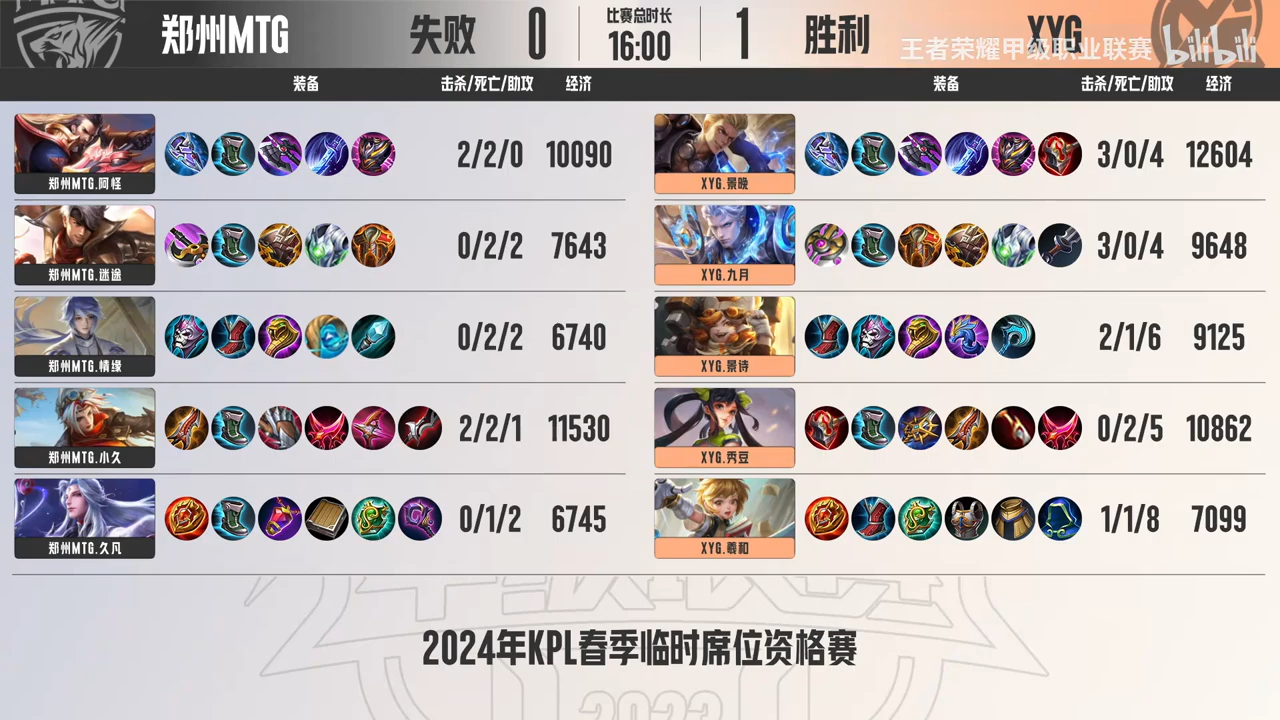 郑州MTG 失败 0 比赛总时长 16:00 1 胜利 XYG
王者荣耀甲级职业联赛 bilibili
装备 击杀/死亡/助攻 经济 装备 击杀/死亡/助攻 经济
郑州MTG.阿怪 2/2/0 10090
XYG.景晚 3/0/4 12604
郑州MTG.迷途 0/2/2 7643
XYG.九月 3/0/4 9648
郑州MTG.情缘 0/2/2 6740
XYG.景诗 2/1/6 9125
郑州MTG.小久 2/2/1 11530
XYG.秀豆 0/2/5 10862
郑州MTG.久凡 0/1/2 6745
XYG.羲和 1/1/8 7099
2024年KPL春季临时席位资格赛
2023